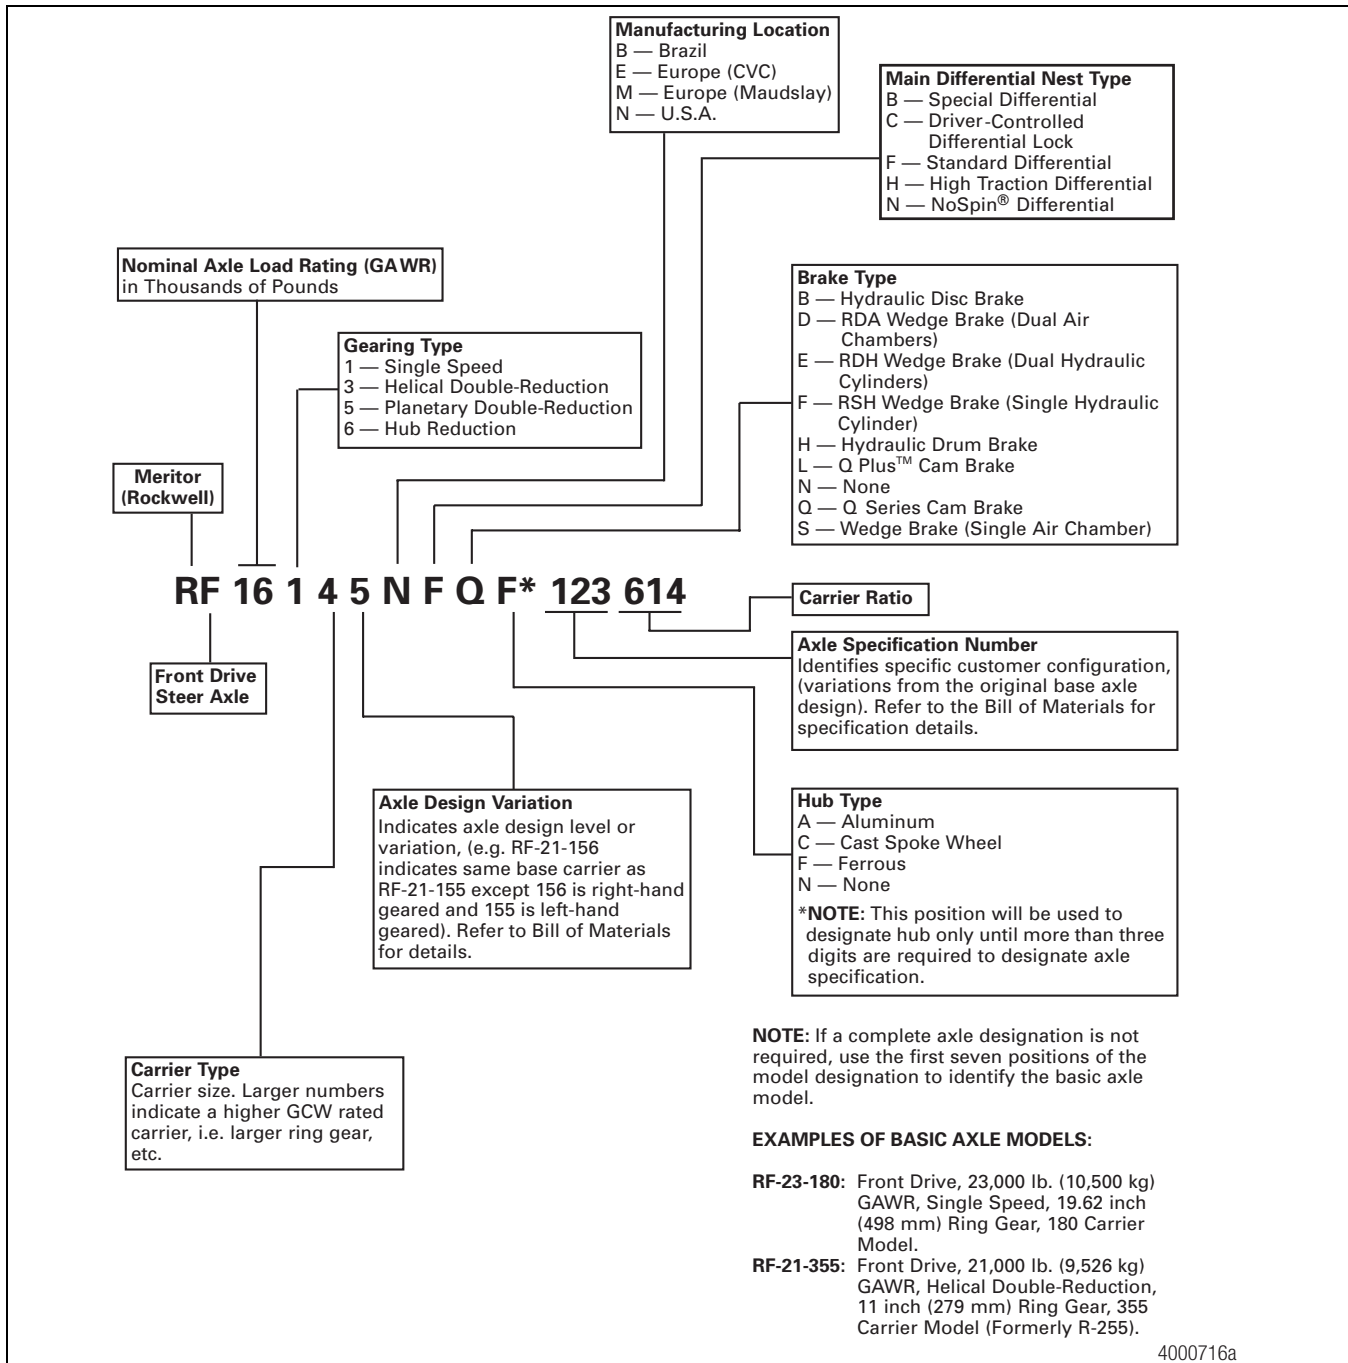 Manufacturing Location
B — Brazil
E — Europe (CVC)
M — Europe (Maudslay)
N — U.S.A.
Main Differential Nest Type
B — Special Differential
C — Driver-Controlled
Differential Lock
F — Standard Differential
H — High Traction Differential
N — NoSpin® Differential
Nominal Axle Load Rating (GAWR)
in Thousands of Pounds
Gearing Type
1 — Single Speed
3 — Helical Double-Reduction
5 — Planetary Double-Reduction
6 — Hub Reduction
Brake Type
B — Hydraulic Disc Brake
D — RDA Wedge Brake (Dual Air
Chambers)
E — RDH Wedge Brake (Dual Hydraulic
Cylinders)
F — RSH Wedge Brake (Single Hydraulic
Cylinder)
H — Hydraulic Drum Brake
L — Q Plus™ Cam Brake
N — None
Q — Q Series Cam Brake
S — Wedge Brake (Single Air Chamber)
Meritor
(Rockwell)
RF 16 1 4 5 N F Q F* 123 614
Carrier Ratio
Axle Specification Number
Identifies specific customer configuration,
(variations from the original base axle
design). Refer to the Bill of Materials for
specification details.
Front Drive
Steer Axle
Axle Design Variation
Indicates axle design level or
variation, (e.g. RF-21-156
indicates same base carrier as
RF-21-155 except 156 is right-hand
geared and 155 is left-hand
geared). Refer to Bill of Materials
for details.
Hub Type
A — Aluminum
C — Cast Spoke Wheel
F — Ferrous
N — None
*NOTE: This position will be used to
designate hub only until more than three
digits are required to designate axle
specification.
Carrier Type
Carrier size. Larger numbers
indicate a higher GCW rated
carrier, i.e. larger ring gear,
etc.
NOTE: If a complete axle designation is not
required, use the first seven positions of the
model designation to identify the basic axle
model.
EXAMPLES OF BASIC AXLE MODELS:
RF-23-180: Front Drive, 23,000 lb. (10,500 kg)
GAWR, Single Speed, 19.62 inch
(498 mm) Ring Gear, 180 Carrier
Model.
RF-21-355: Front Drive, 21,000 lb. (9,526 kg)
GAWR, Helical Double-Reduction,
11 inch (279 mm) Ring Gear, 355
Carrier Model (Formerly R-255).
4000716a